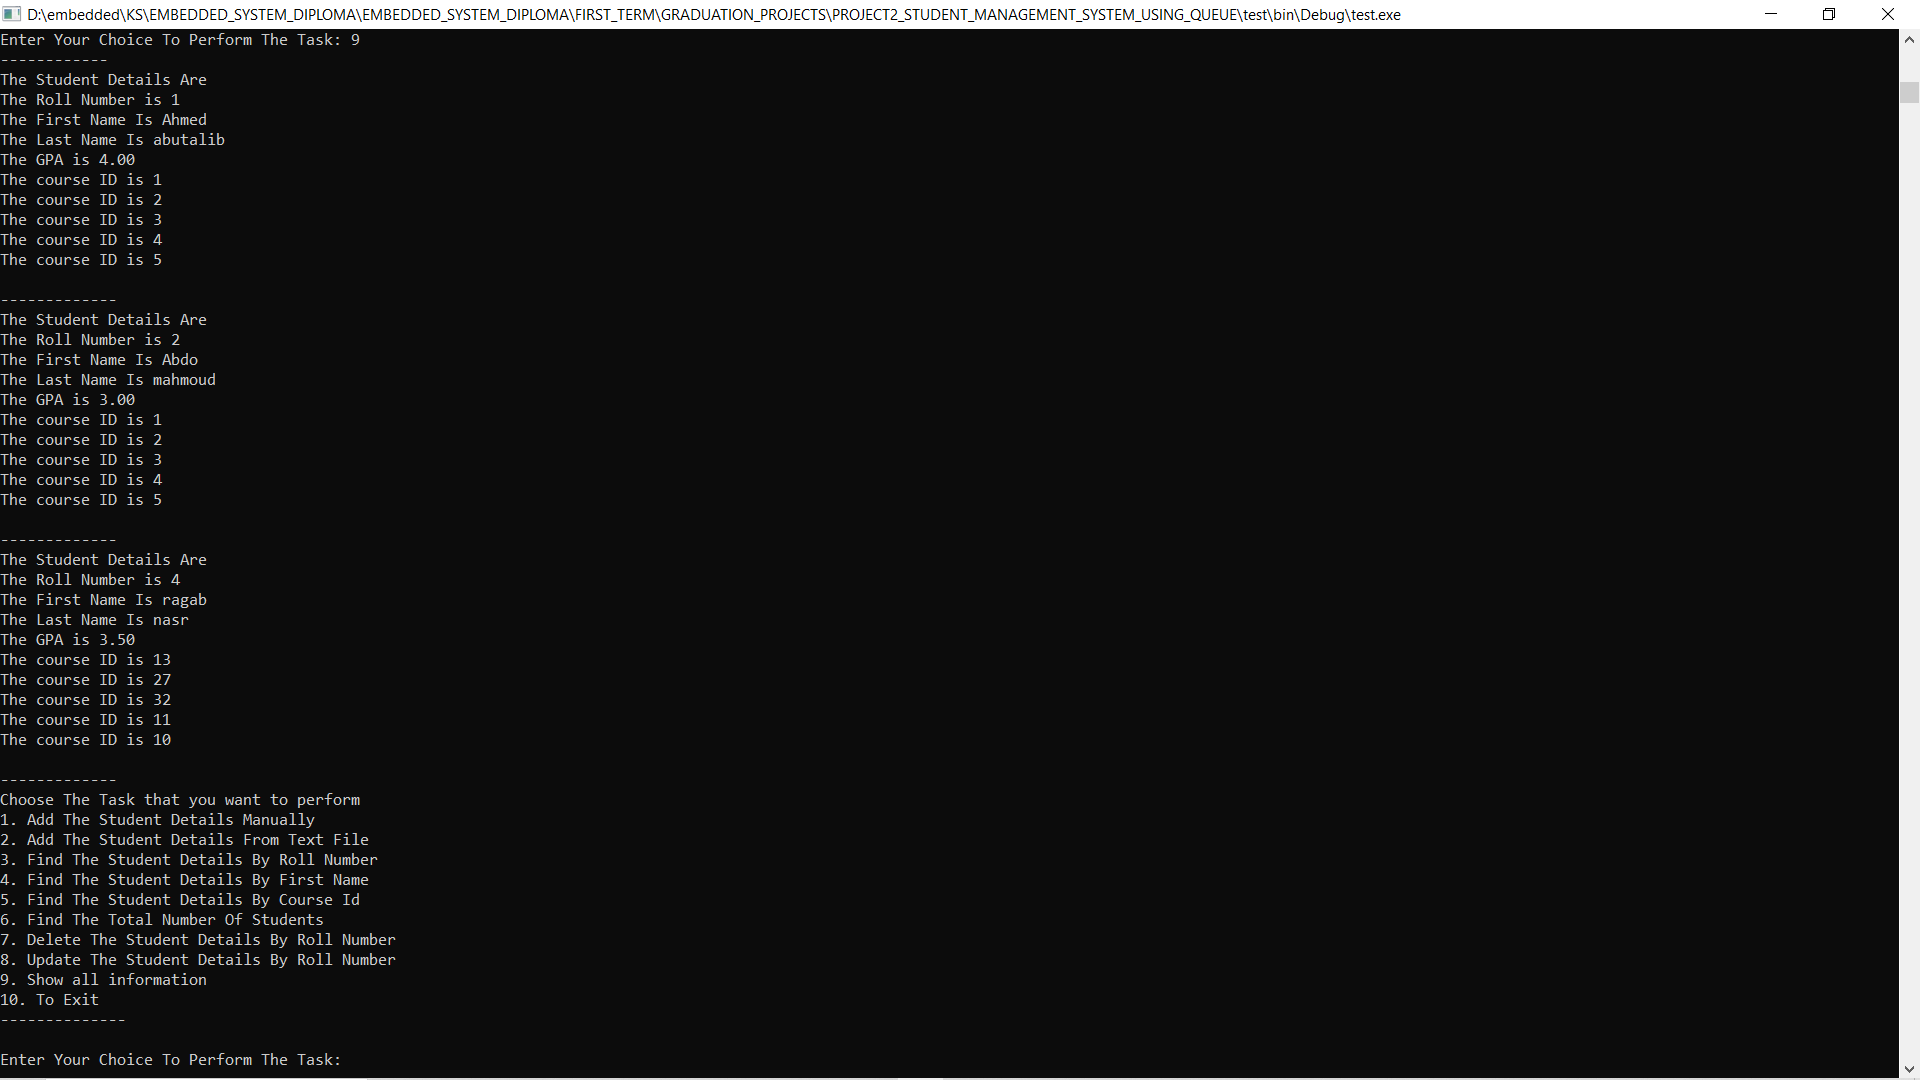 D:\embedded\KS\EMBEDDED_SYSTEM_DIPLOMA\EMBEDDED_SYSTEM_DIPLOMA\FIRST_TERM\GRADUATION_PROJECTS\PROJECT2_STUDENT_MANAGEMENT_SYSTEM_USING_QUEUE\test\bin\Debug\test.exe
Enter Your Choice To Perform The Task: 9
------------
The Student Details Are
The Roll Number is 1
The First Name Is Ahmed
The Last Name Is abutalib
The GPA is 4.00
The course ID is 1
The course ID is 2
The course ID is 3
The course ID is 4
The course ID is 5
-------------
The Student Details Are
The Roll Number is 2
The First Name Is Abdo
The Last Name Is mahmoud
The GPA is 3.00
The course ID is 1
The course ID is 2
The course ID is 3
The course ID is 4
The course ID is 5
-------------
The Student Details Are
The Roll Number is 4
The First Name Is ragab
The Last Name Is nasr
The GPA is 3.50
The course ID is 13
The course ID is 27
The course ID is 32
The course ID is 11
The course ID is 10
-------------
Choose The Task that you want to perform
1. Add The Student Details Manually
2. Add The Student Details From Text File
3. Find The Student Details By Roll Number
4. Find The Student Details By First Name
5. Find The Student Details By Course Id
6. Find The Total Number Of Students
7. Delete The Student Details By Roll Number
8. Update The Student Details By Roll Number
9. Show all information
10. To Exit
--------------
Enter Your Choice To Perform The Task: